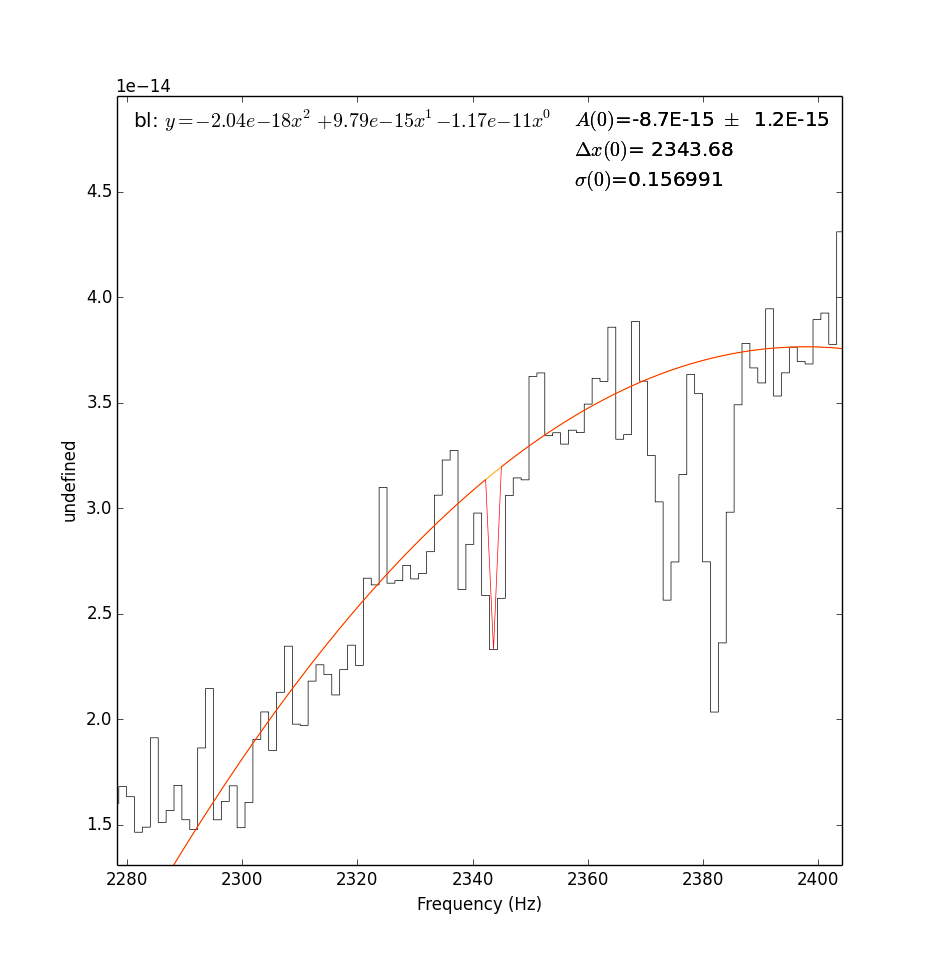 1e−14
bl: y=−2.04e−18x² +9.79e−15x¹ −1.17e−11x⁰
A(0)=-8.7E-15 ± 1.2E-15
Δx(0)= 2343.68
σ(0)=0.156991
4.5
4.0
3.5
3.0
2.5
2.0
1.5
undefined
2280 2300 2320 2340 2360 2380 2400
Frequency (Hz)